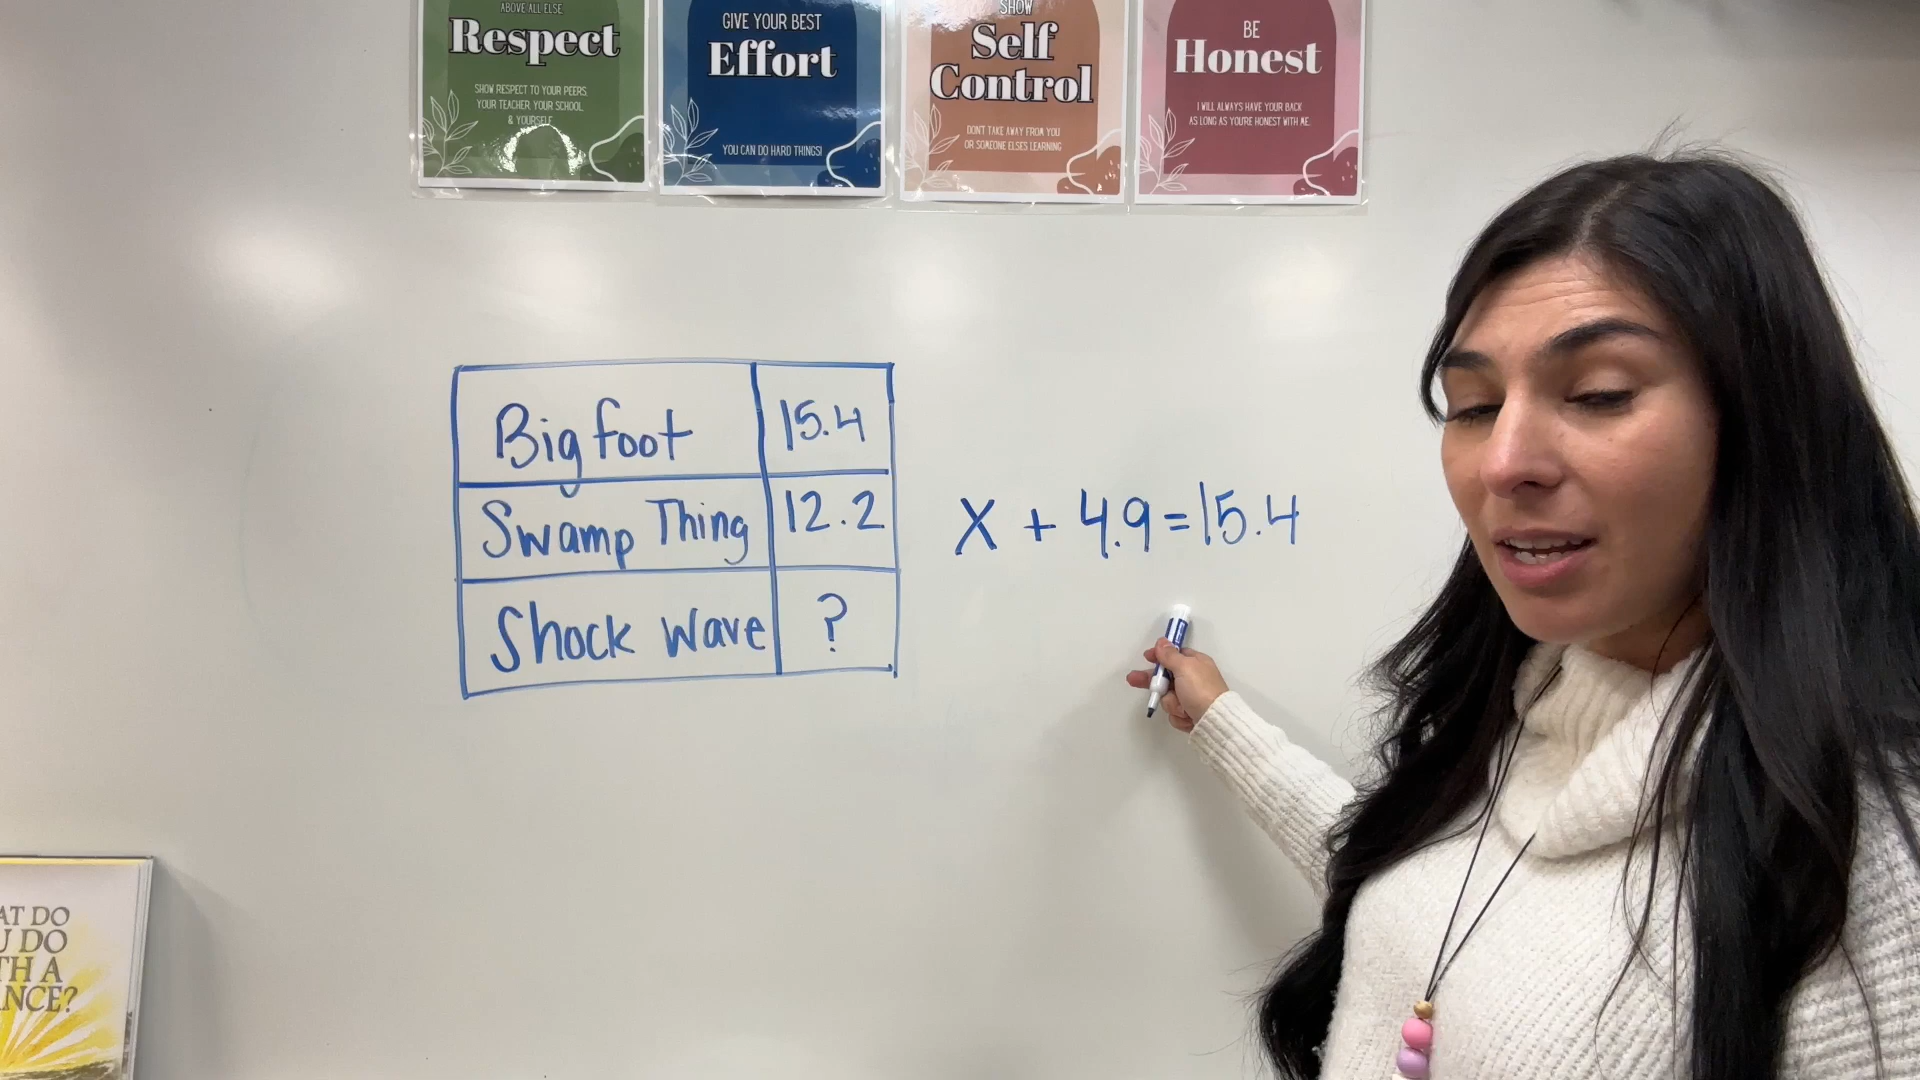 ABOVE ALL ELSE
Respect
SHOW RESPECT TO YOUR PEERS,
YOUR TEACHER, YOUR SCHOOL,
& YOURSELF
GIVE YOUR BEST
Effort
YOU CAN DO HARD THINGS!
SHOW
Self
Control
DON'T TAKE AWAY FROM YOU
OR SOMEONE ELSES LEARNING
BE
Honest
I WILL ALWAYS HAVE YOUR BACK
AS LONG AS YOU'RE HONEST WITH ME.
Bigfoot 15.4
Swamp Thing 12.2
Shock Wave ?
X + 4.9 = 15.4
DO
DO
A